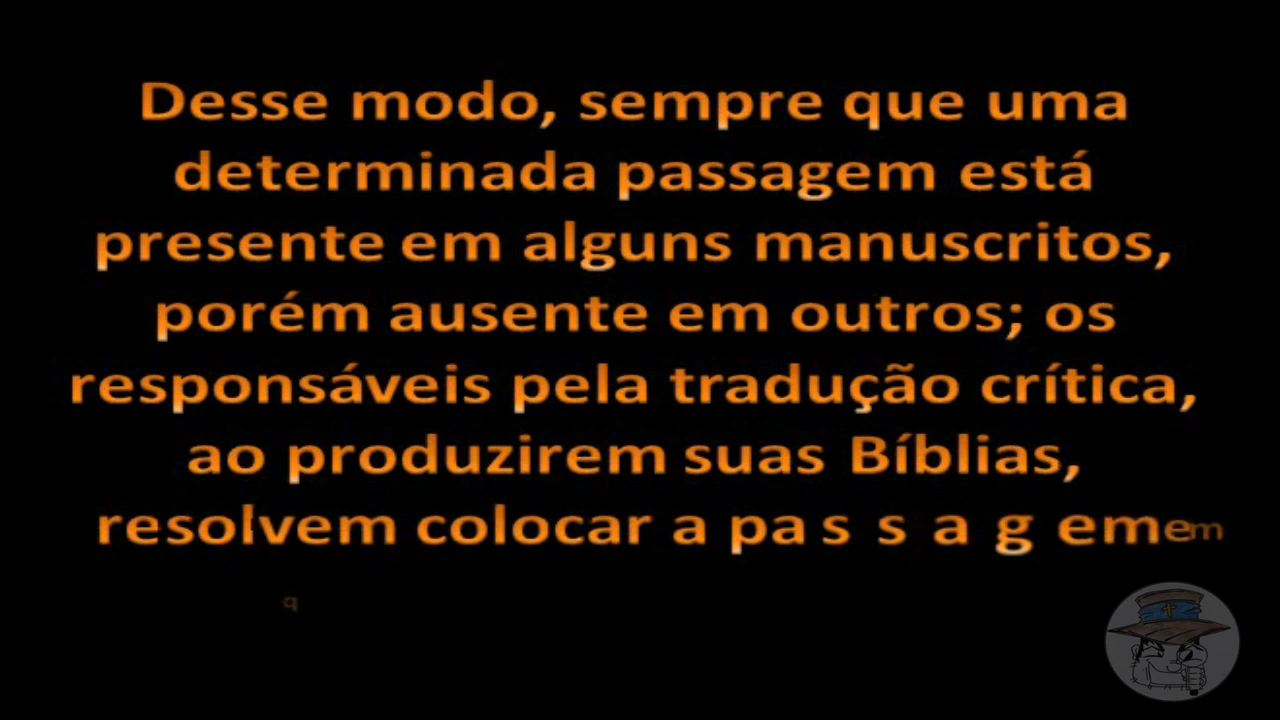 Desse modo, sempre que uma
determinada passagem está
presente em alguns manuscritos,
porém ausente em outros; os
responsáveis pela tradução crítica,
ao produzirem suas Bíblias,
resolvem colocar a passagem em
q